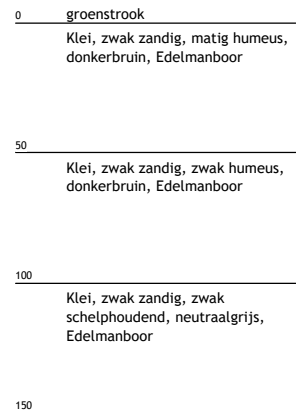 0 groenstrook
Klei, zwak zandig, matig humeus,
donkerbruin, Edelmanboor
50
Klei, zwak zandig, zwak humeus,
donkerbruin, Edelmanboor
100
Klei, zwak zandig, zwak
schelphoudend, neutraalgrijs,
Edelmanboor
150